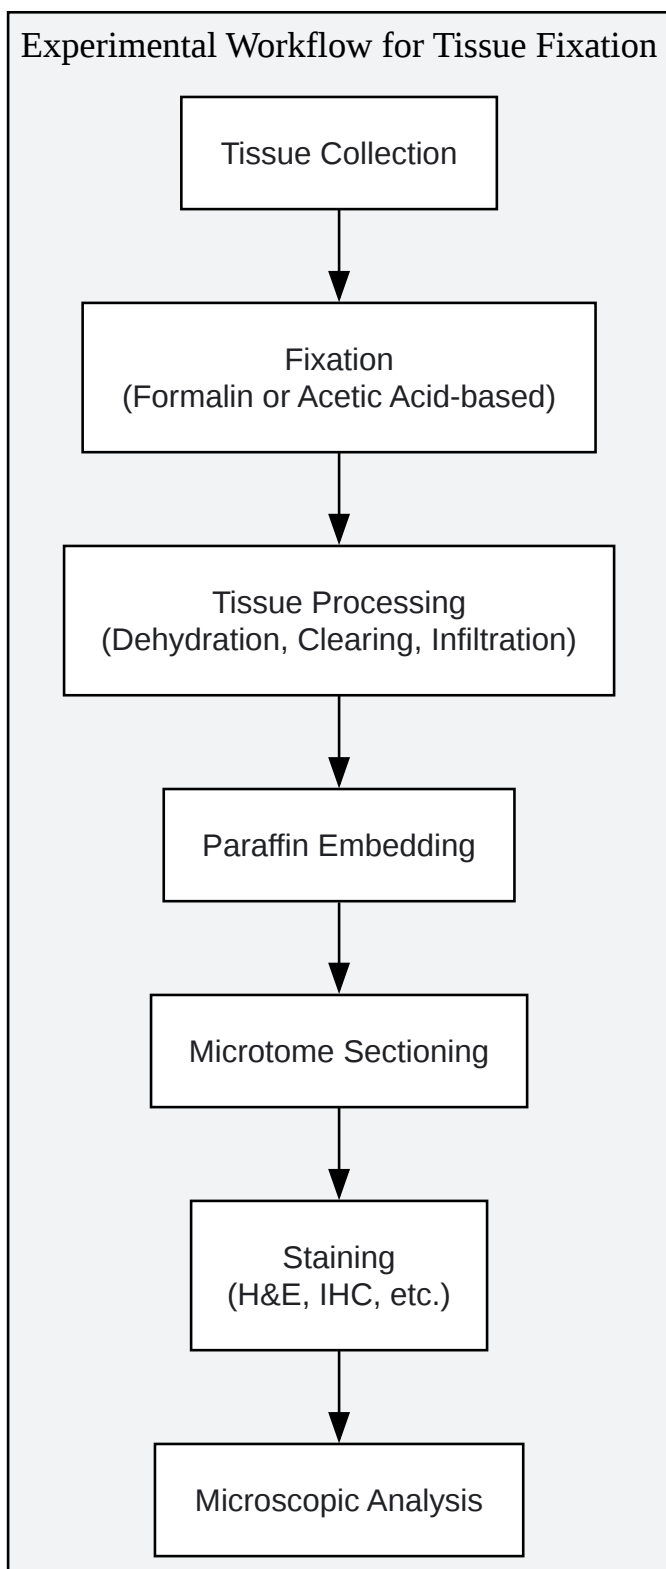 Experimental Workflow for Tissue Fixation
Tissue Collection
Fixation
(Formalin or Acetic Acid-based)
Tissue Processing
(Dehydration, Clearing, Infiltration)
Paraffin Embedding
Microtome Sectioning
Staining
(H&E, IHC, etc.)
Microscopic Analysis